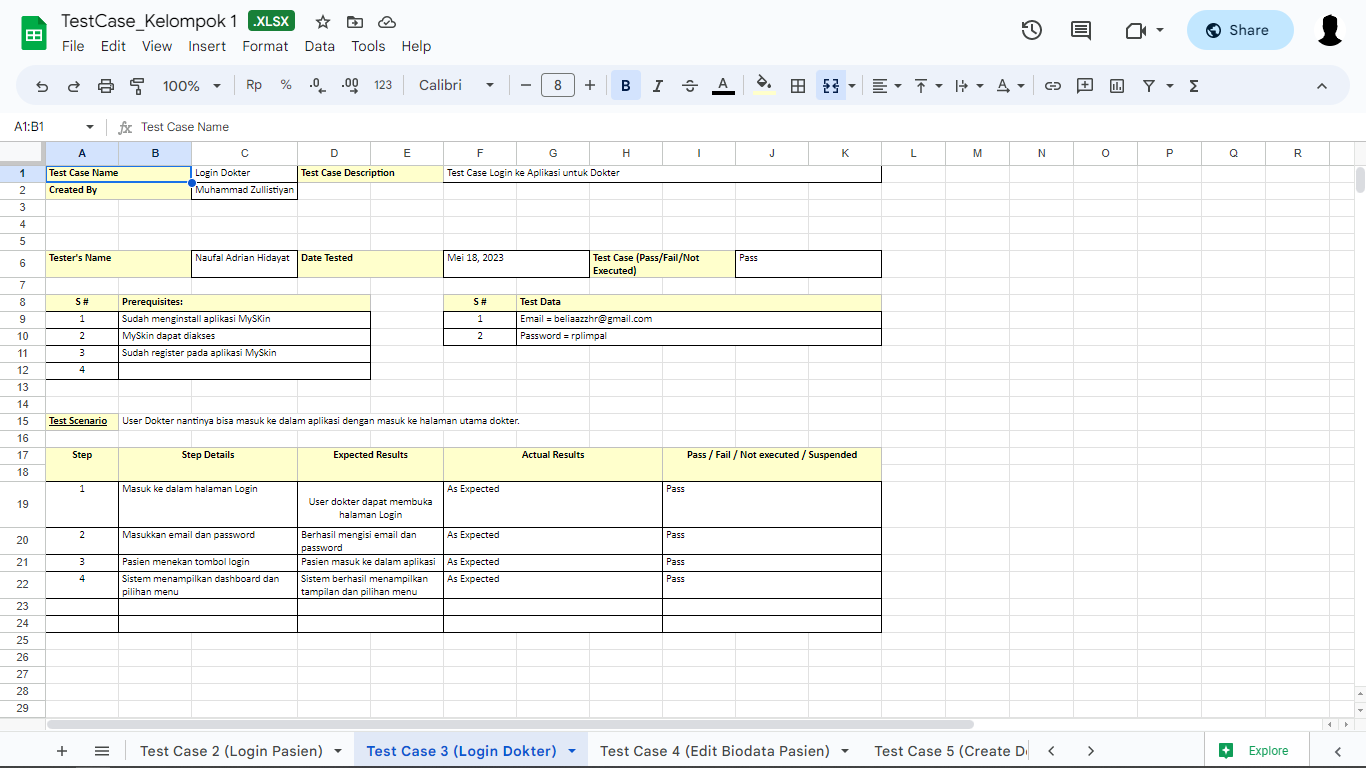 TestCase_Kelompok 1 .XLSX
File Edit View Insert Format Data Tools Help
Share
100% Rp % .0 .00 123 Calibri 8 B I A
A1:B1 fx Test Case Name
A B C D E F G H I J K L M N O P Q R
1 Test Case Name Login Dokter Test Case Description Test Case Login ke Aplikasi untuk Dokter
2 Created By Muhammad Zullistiyan
3
4
5
6 Tester's Name Naufal Adrian Hidayat Date Tested Mei 18, 2023 Test Case (Pass/Fail/Not Pass
Executed)
7
8 S # Prerequisites: S # Test Data
9 1 Sudah menginstall aplikasi MySKin 1 Email = beliaazzhr@gmail.com
10 2 MySkin dapat diakses 2 Password = rplimpal
11 3 Sudah register pada aplikasi MySkin
12 4
13
14
15 Test Scenario User Dokter nantinya bisa masuk ke dalam aplikasi dengan masuk ke halaman utama dokter.
16
17 Step Step Details Expected Results Actual Results Pass / Fail / Not executed / Suspended
18
19 1 Masuk ke dalam halaman Login User dokter dapat membuka As Expected Pass
halaman Login
20 2 Masukkan email dan password Berhasil mengisi email dan As Expected Pass
password
21 3 Pasien menekan tombol login Pasien masuk ke dalam aplikasi As Expected Pass
22 4 Sistem menampilkan dashboard dan Sistem berhasil menampilkan As Expected Pass
pilihan menu tampilan dan pilihan menu
23
24
25
26
27
28
29
Test Case 2 (Login Pasien) Test Case 3 (Login Dokter) Test Case 4 (Edit Biodata Pasien) Test Case 5 (Create D Explore